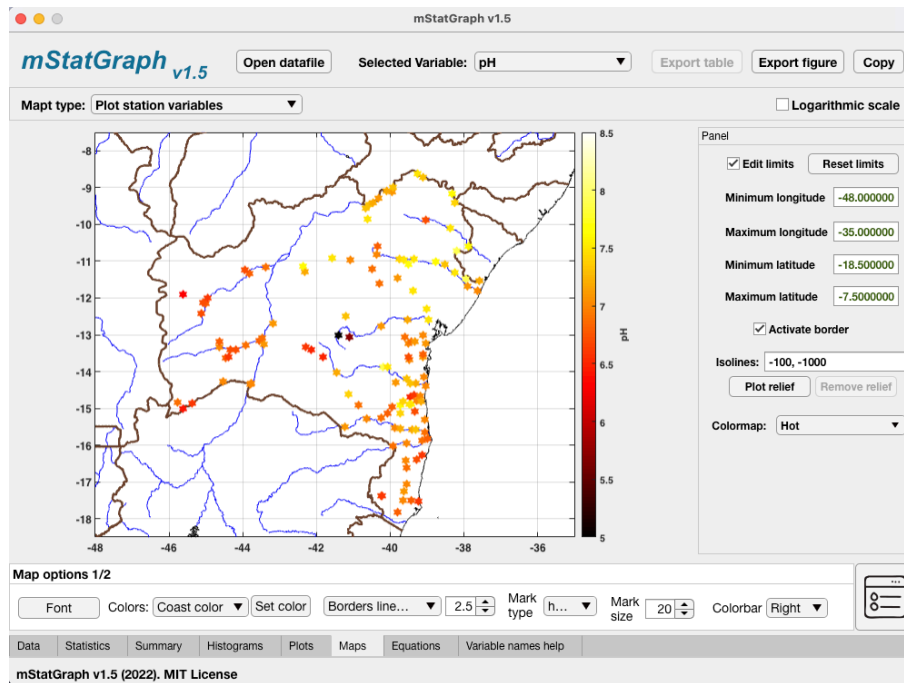 mStatGraph v1.5
mStatGraph v1.5 Open datafile Selected Variable: pH Export table Export figure Copy
Mapt type: Plot station variables Logarithmic scale
Panel
Edit limits Reset limits
Minimum longitude -48.000000
Maximum longitude -35.000000
Minimum latitude -18.500000
Maximum latitude -7.5000000
Activate border
Isolines: -100, -1000
Plot relief Remove relief
Colormap: Hot
-8
-9
-10
-11
-12
-13
-14
-15
-16
-17
-18
-48 -46 -44 -42 -40 -38 -36
8.5
8
7.5
7
6.5
6
5.5
5
pH
Map options 1/2
Font Colors: Coast color Set color Borders line... 2.5 Mark type h... Mark size 20 Colorbar Right
Data Statistics Summary Histograms Plots Maps Equations Variable names help
mStatGraph v1.5 (2022). MIT License